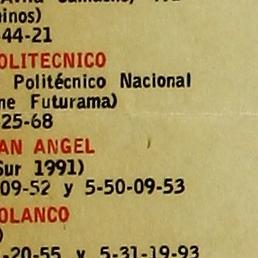 inos)
44-21
OLITECNICO
Politécnico Nacional
ne Futurama)
25-68
AN ANGEL
Sur 1991)
09-52 y 5-50-09-53
OLANCO
)
-20-55 y 5-31-19-93